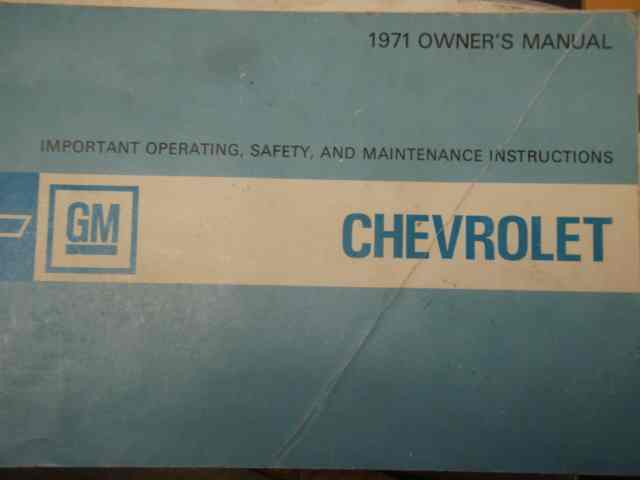 1971 OWNER'S MANUAL
IMPORTANT OPERATING, SAFETY, AND MAINTENANCE INSTRUCTIONS
GM
CHEVROLET